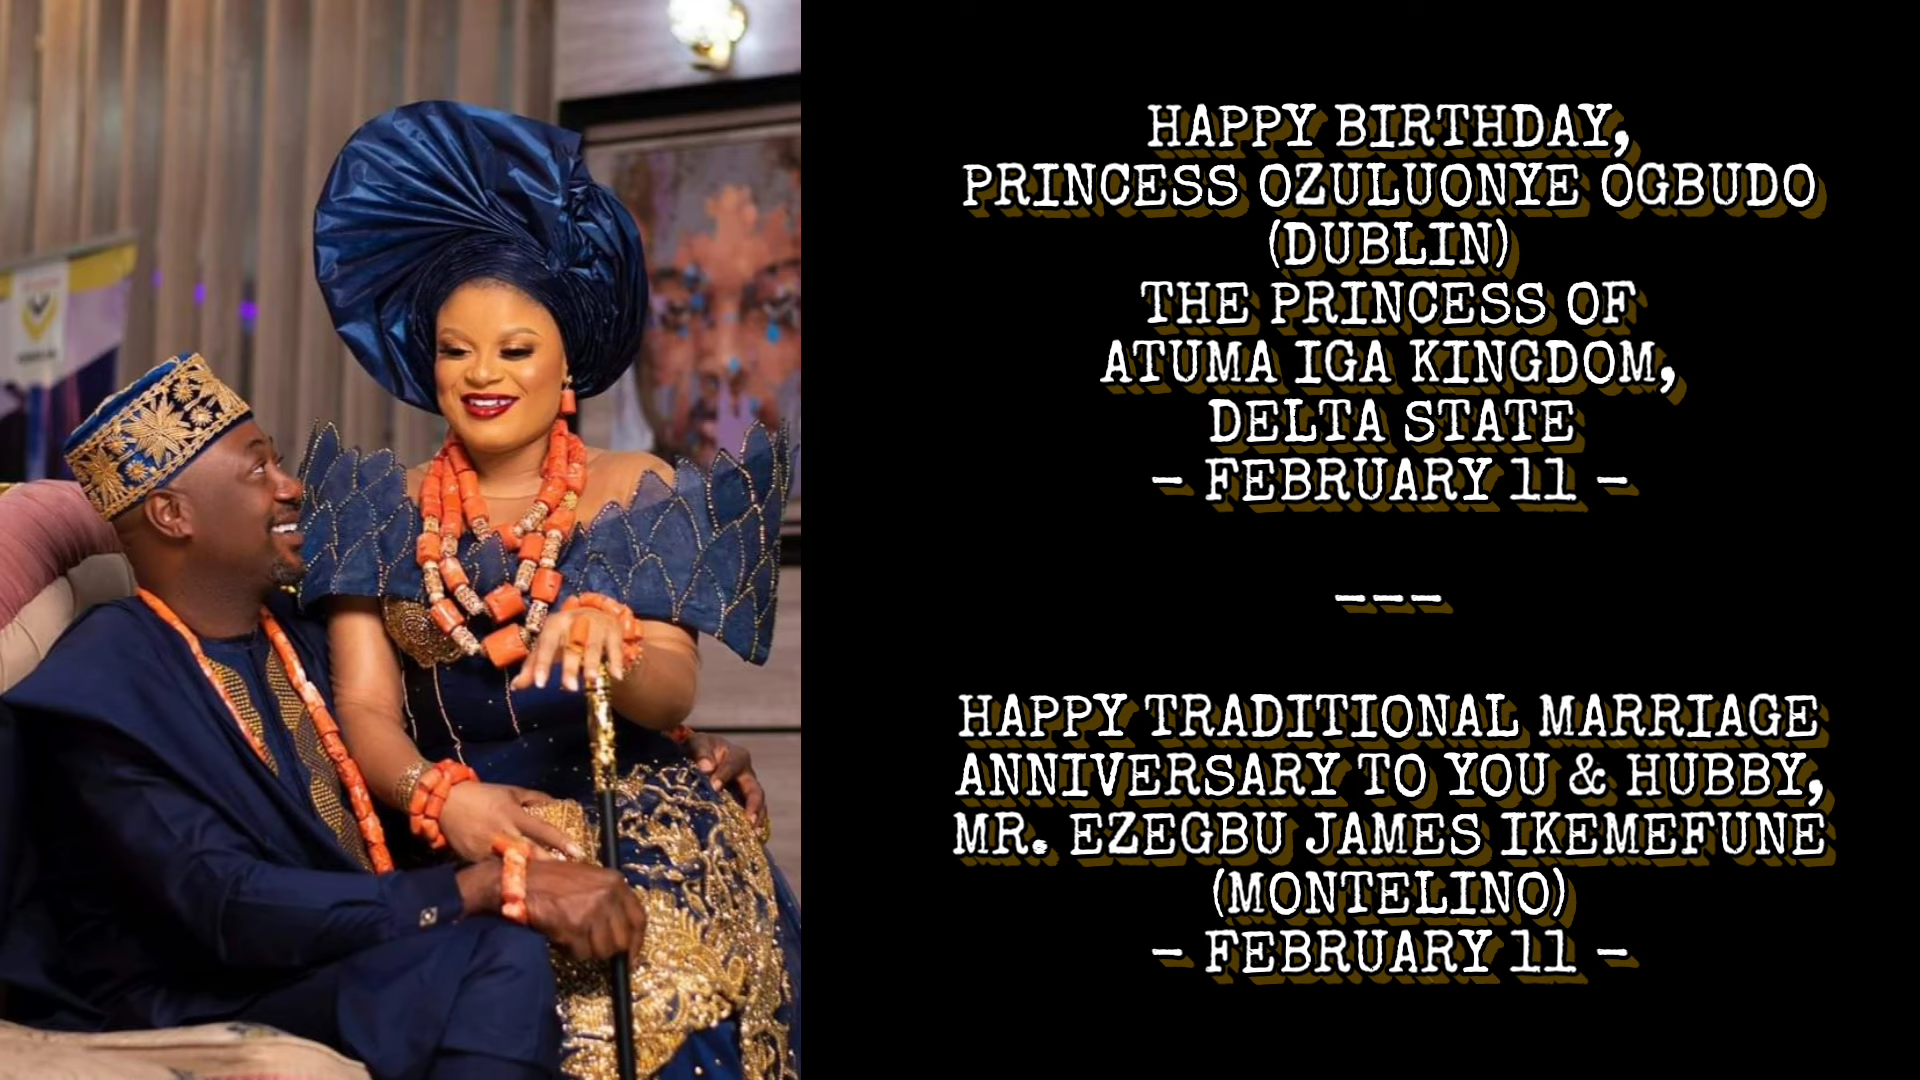 HAPPY BIRTHDAY,
PRINCESS OZULUONYE OGBUDO
(DUBLIN)
THE PRINCESS OF
ATUMA IGA KINGDOM,
DELTA STATE
- FEBRUARY 11 -
---
HAPPY TRADITIONAL MARRIAGE
ANNIVERSARY TO YOU & HUBBY,
MR. EZEGBU JAMES IKEMEFUNE
(MONTELINO)
- FEBRUARY 11 -